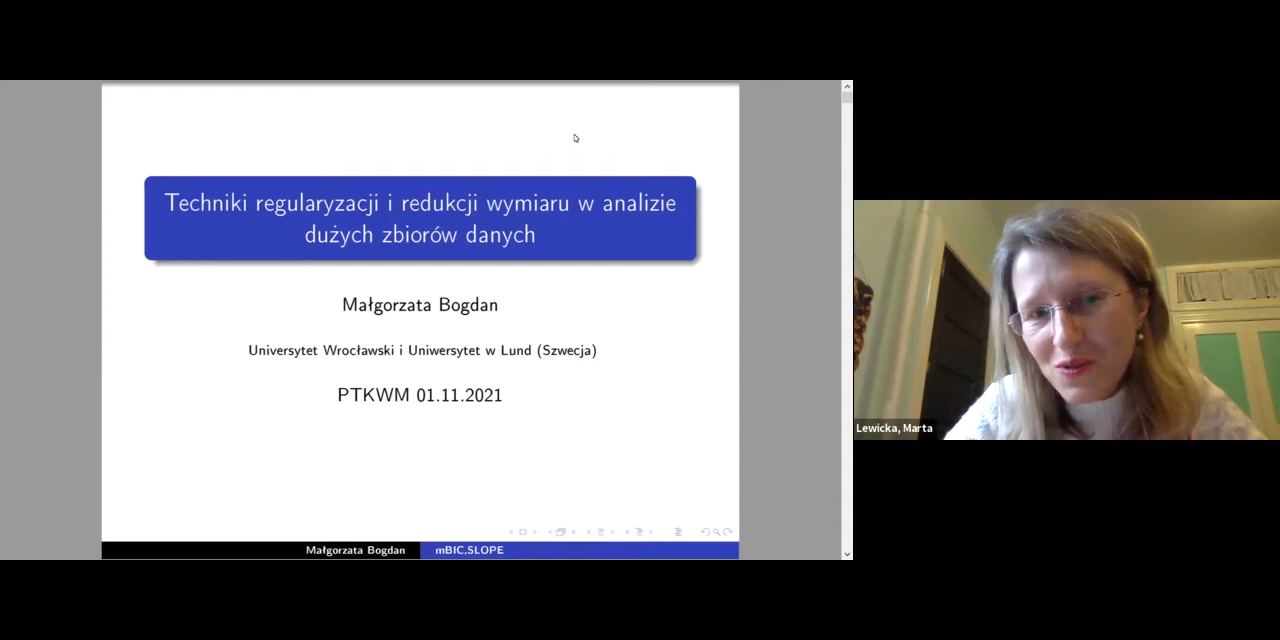 Techniki regularyzacji i redukcji wymiaru w analizie
dużych zbiorów danych
Małgorzata Bogdan
Universytet Wrocławski i Uniwersytet w Lund (Szwecja)
PTKWM 01.11.2021
Małgorzata Bogdan
mBIC,SLOPE
Lewicka, Marta